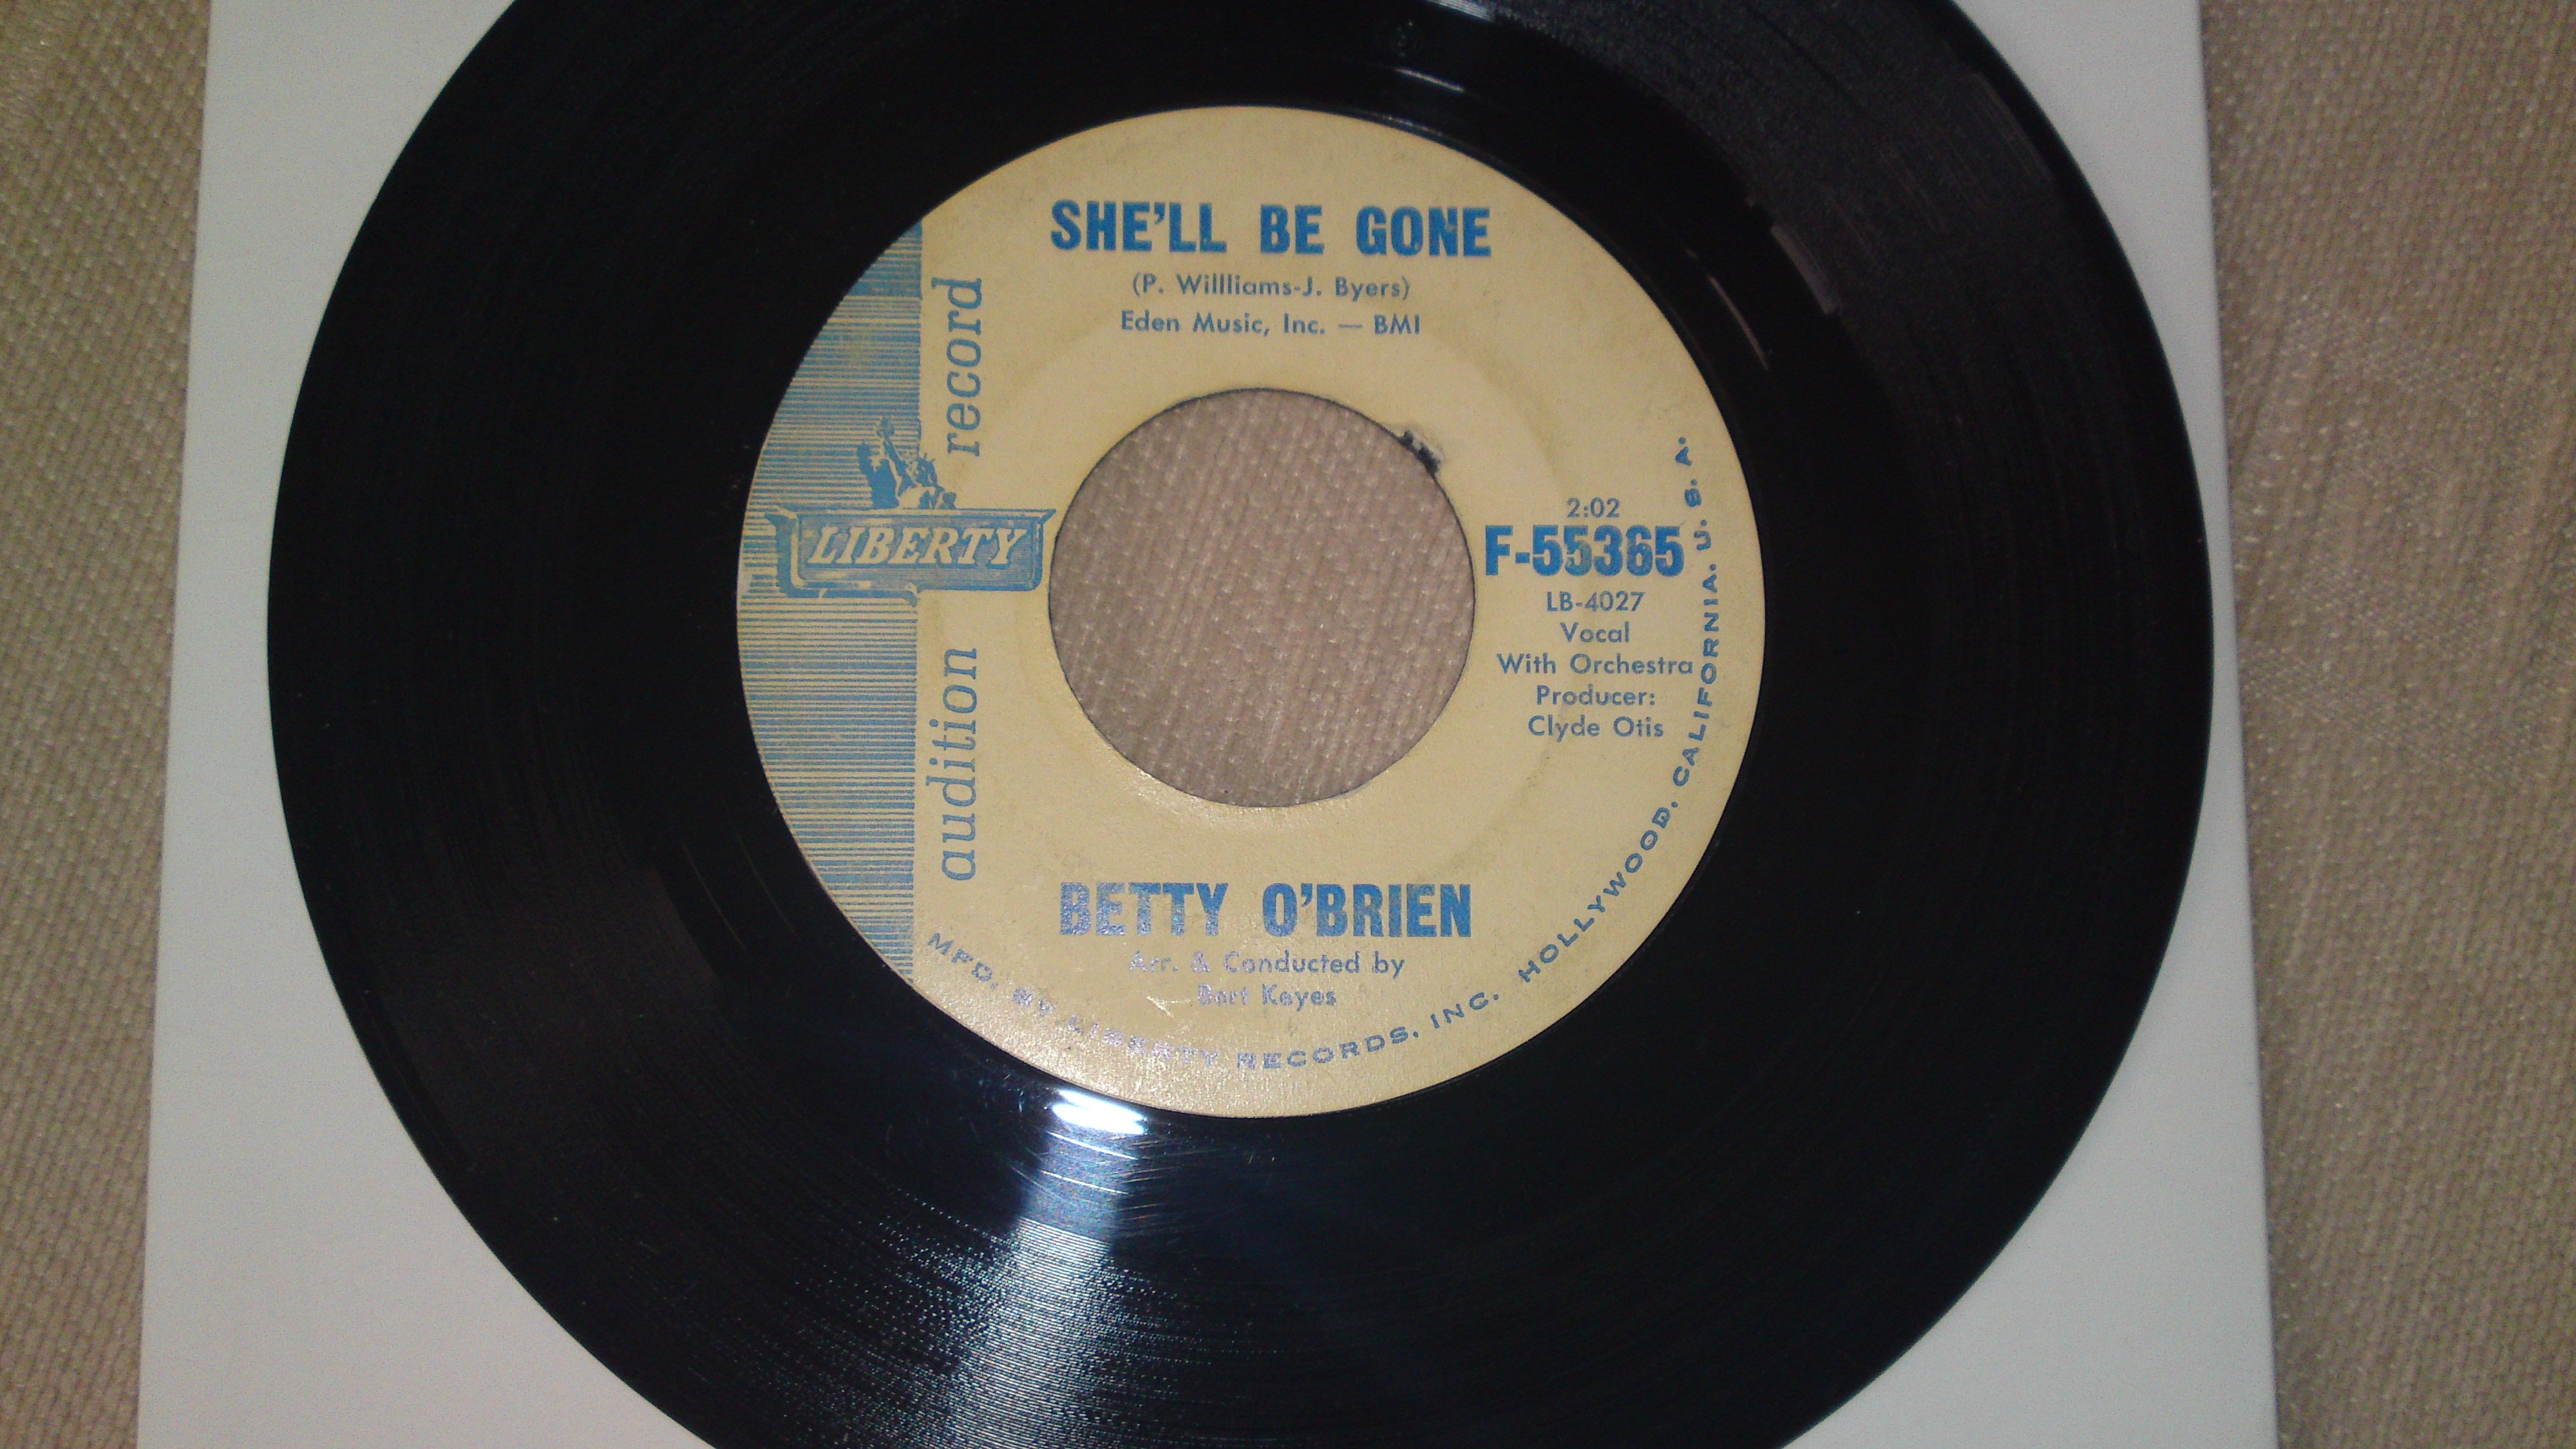 SHE'LL BE GONE
(P. Willliams-J. Byers)
Eden Music, Inc. — BMI
audition record
LIBERTY
2:02
F-55365
LB-4027
Vocal
With Orchestra
Producer:
Clyde Otis
BETTY O'BRIEN
Arr. & Conducted by
Bert Keyes
MFD. BY LIBERTY RECORDS, INC. HOLLYWOOD, CALIFORNIA, U. S. A.